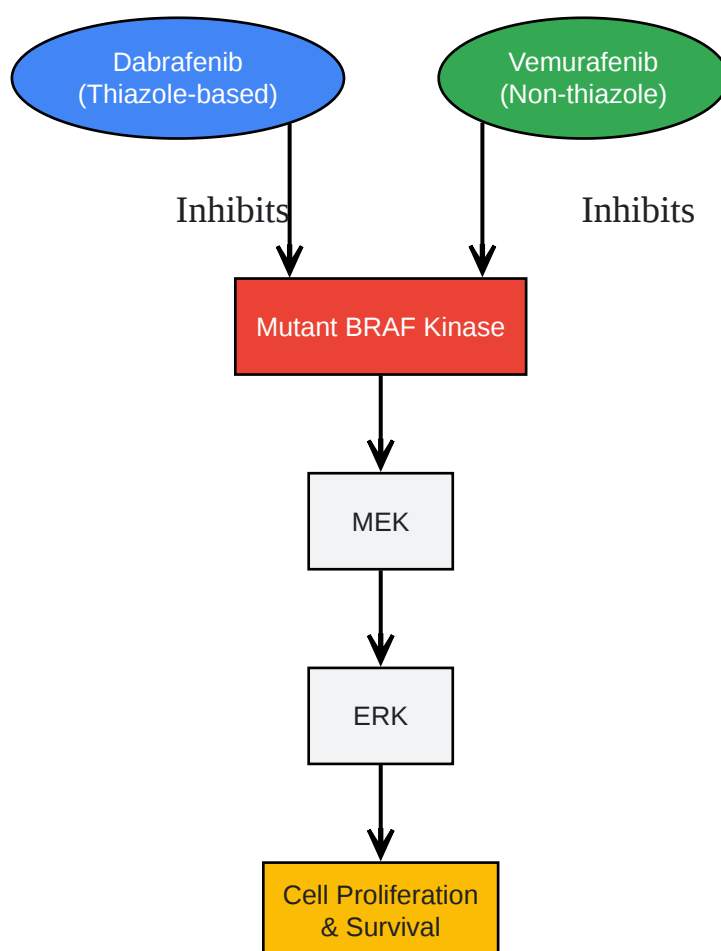 Dabrafenib
(Thiazole-based)
Vemurafenib
(Non-thiazole)
Inhibits
Inhibits
Mutant BRAF Kinase
MEK
ERK
Cell Proliferation
& Survival